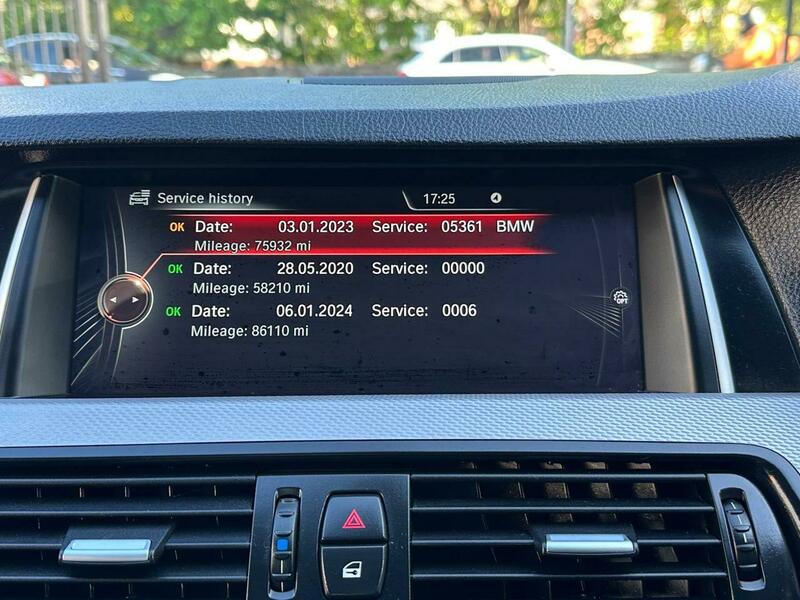 Service history 17:25
OK Date: 03.01.2023 Service: 05361 BMW
Mileage: 75932 mi
OK Date: 28.05.2020 Service: 00000
Mileage: 58210 mi
OK Date: 06.01.2024 Service: 0006
Mileage: 86110 mi
OPT